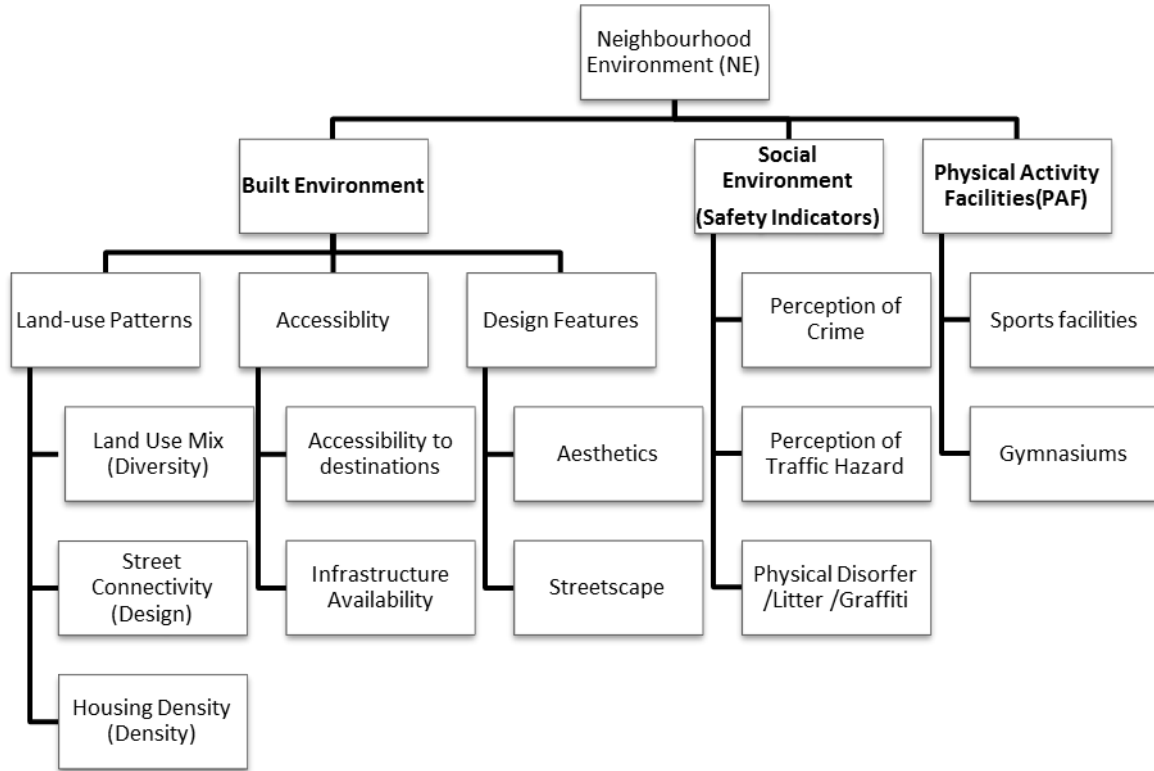 Neighbourhood
Environment (NE)
Built Environment
Social
Environment
(Safety Indicators)
Physical Activity
Facilities(PAF)
Land-use Patterns
Accessiblity
Design Features
Perception of
Crime
Sports facilities
Land Use Mix
(Diversity)
Accessibility to
destinations
Aesthetics
Perception of
Traffic Hazard
Gymnasiums
Street
Connectivity
(Design)
Infrastructure
Availability
Streetscape
Physical Disorfer
/Litter /Graffiti
Housing Density
(Density)